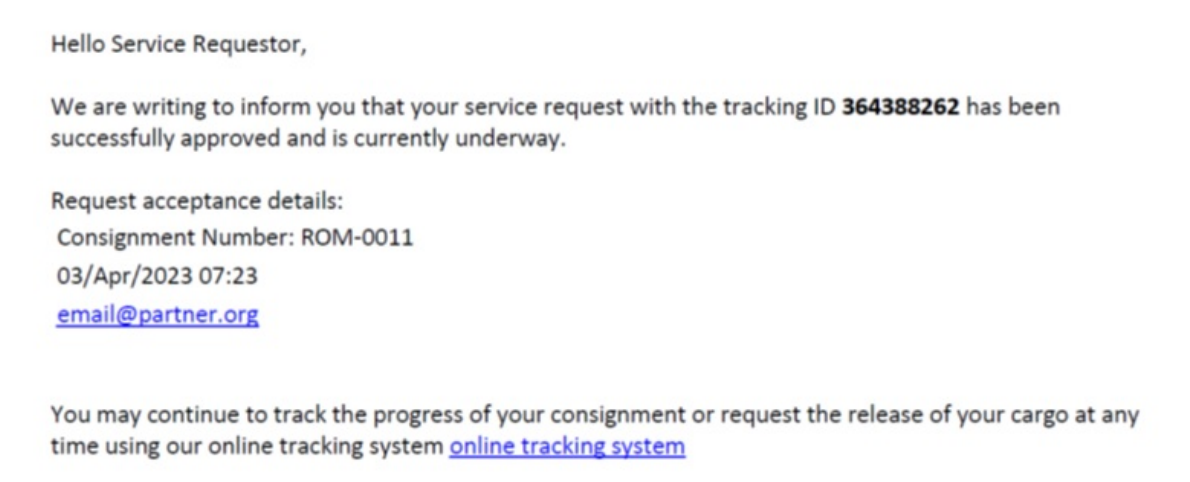 Hello Service Requestor,
We are writing to inform you that your service request with the tracking ID 364388262 has been
successfully approved and is currently underway.
Request acceptance details:
Consignment Number: ROM-0011
03/Apr/2023 07:23
email@partner.org
You may continue to track the progress of your consignment or request the release of your cargo at any
time using our online tracking system online tracking system